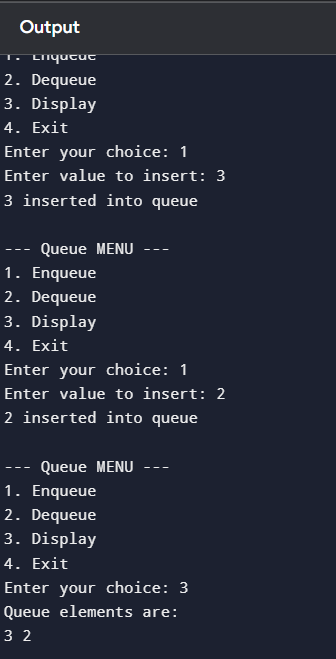 Output
1. Enqueue
2. Dequeue
3. Display
4. Exit
Enter your choice: 1
Enter value to insert: 3
3 inserted into queue
--- Queue MENU ---
1. Enqueue
2. Dequeue
3. Display
4. Exit
Enter your choice: 1
Enter value to insert: 2
2 inserted into queue
--- Queue MENU ---
1. Enqueue
2. Dequeue
3. Display
4. Exit
Enter your choice: 3
Queue elements are:
3 2